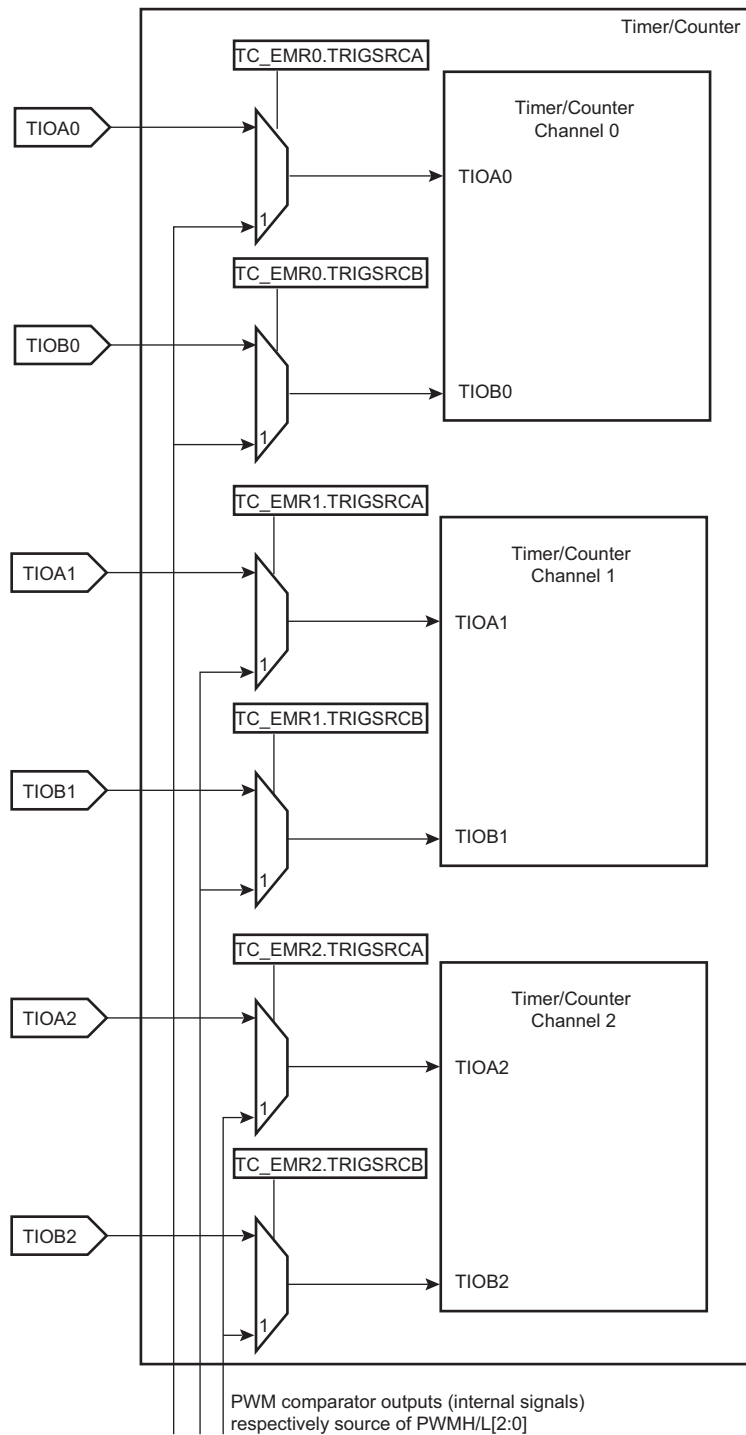 Timer/Counter
TC_EMR0.TRIGSRCA
TIOA0
Timer/Counter
Channel 0
TIOA0
1
TC_EMR0.TRIGSRCB
TIOB0
TIOB0
1
TC_EMR1.TRIGSRCA
TIOA1
Timer/Counter
Channel 1
TIOA1
1
TC_EMR1.TRIGSRCB
TIOB1
TIOB1
1
TC_EMR2.TRIGSRCA
TIOA2
Timer/Counter
Channel 2
TIOA2
1
TC_EMR2.TRIGSRCB
TIOB2
TIOB2
1
PWM comparator outputs (internal signals)
respectively source of PWMH/L[2:0]